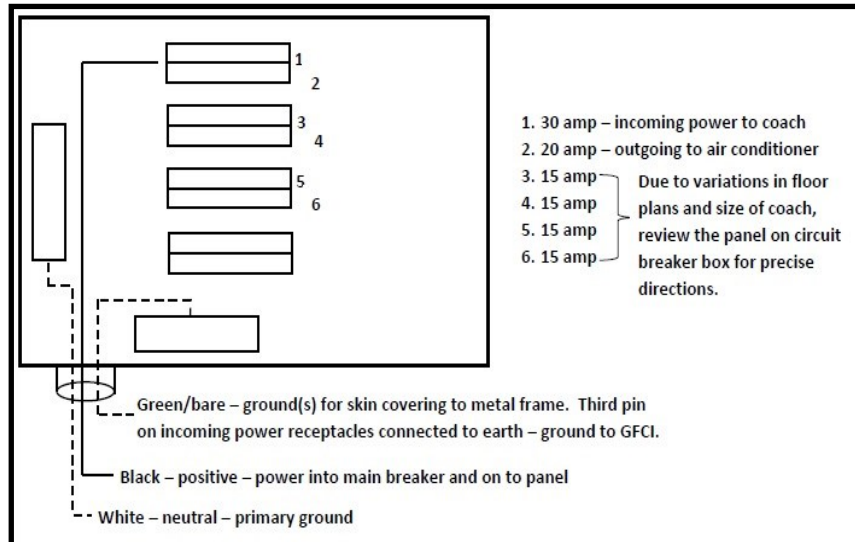 1
2
3
4
5
6
1. 30 amp – incoming power to coach
2. 20 amp – outgoing to air conditioner
3. 15 amp
4. 15 amp
5. 15 amp
6. 15 amp
Due to variations in floor
plans and size of coach,
review the panel on circuit
breaker box for precise
directions.
Green/bare – ground(s) for skin covering to metal frame. Third pin
on incoming power receptacles connected to earth – ground to GFCI.
Black – positive – power into main breaker and on to panel
White – neutral – primary ground